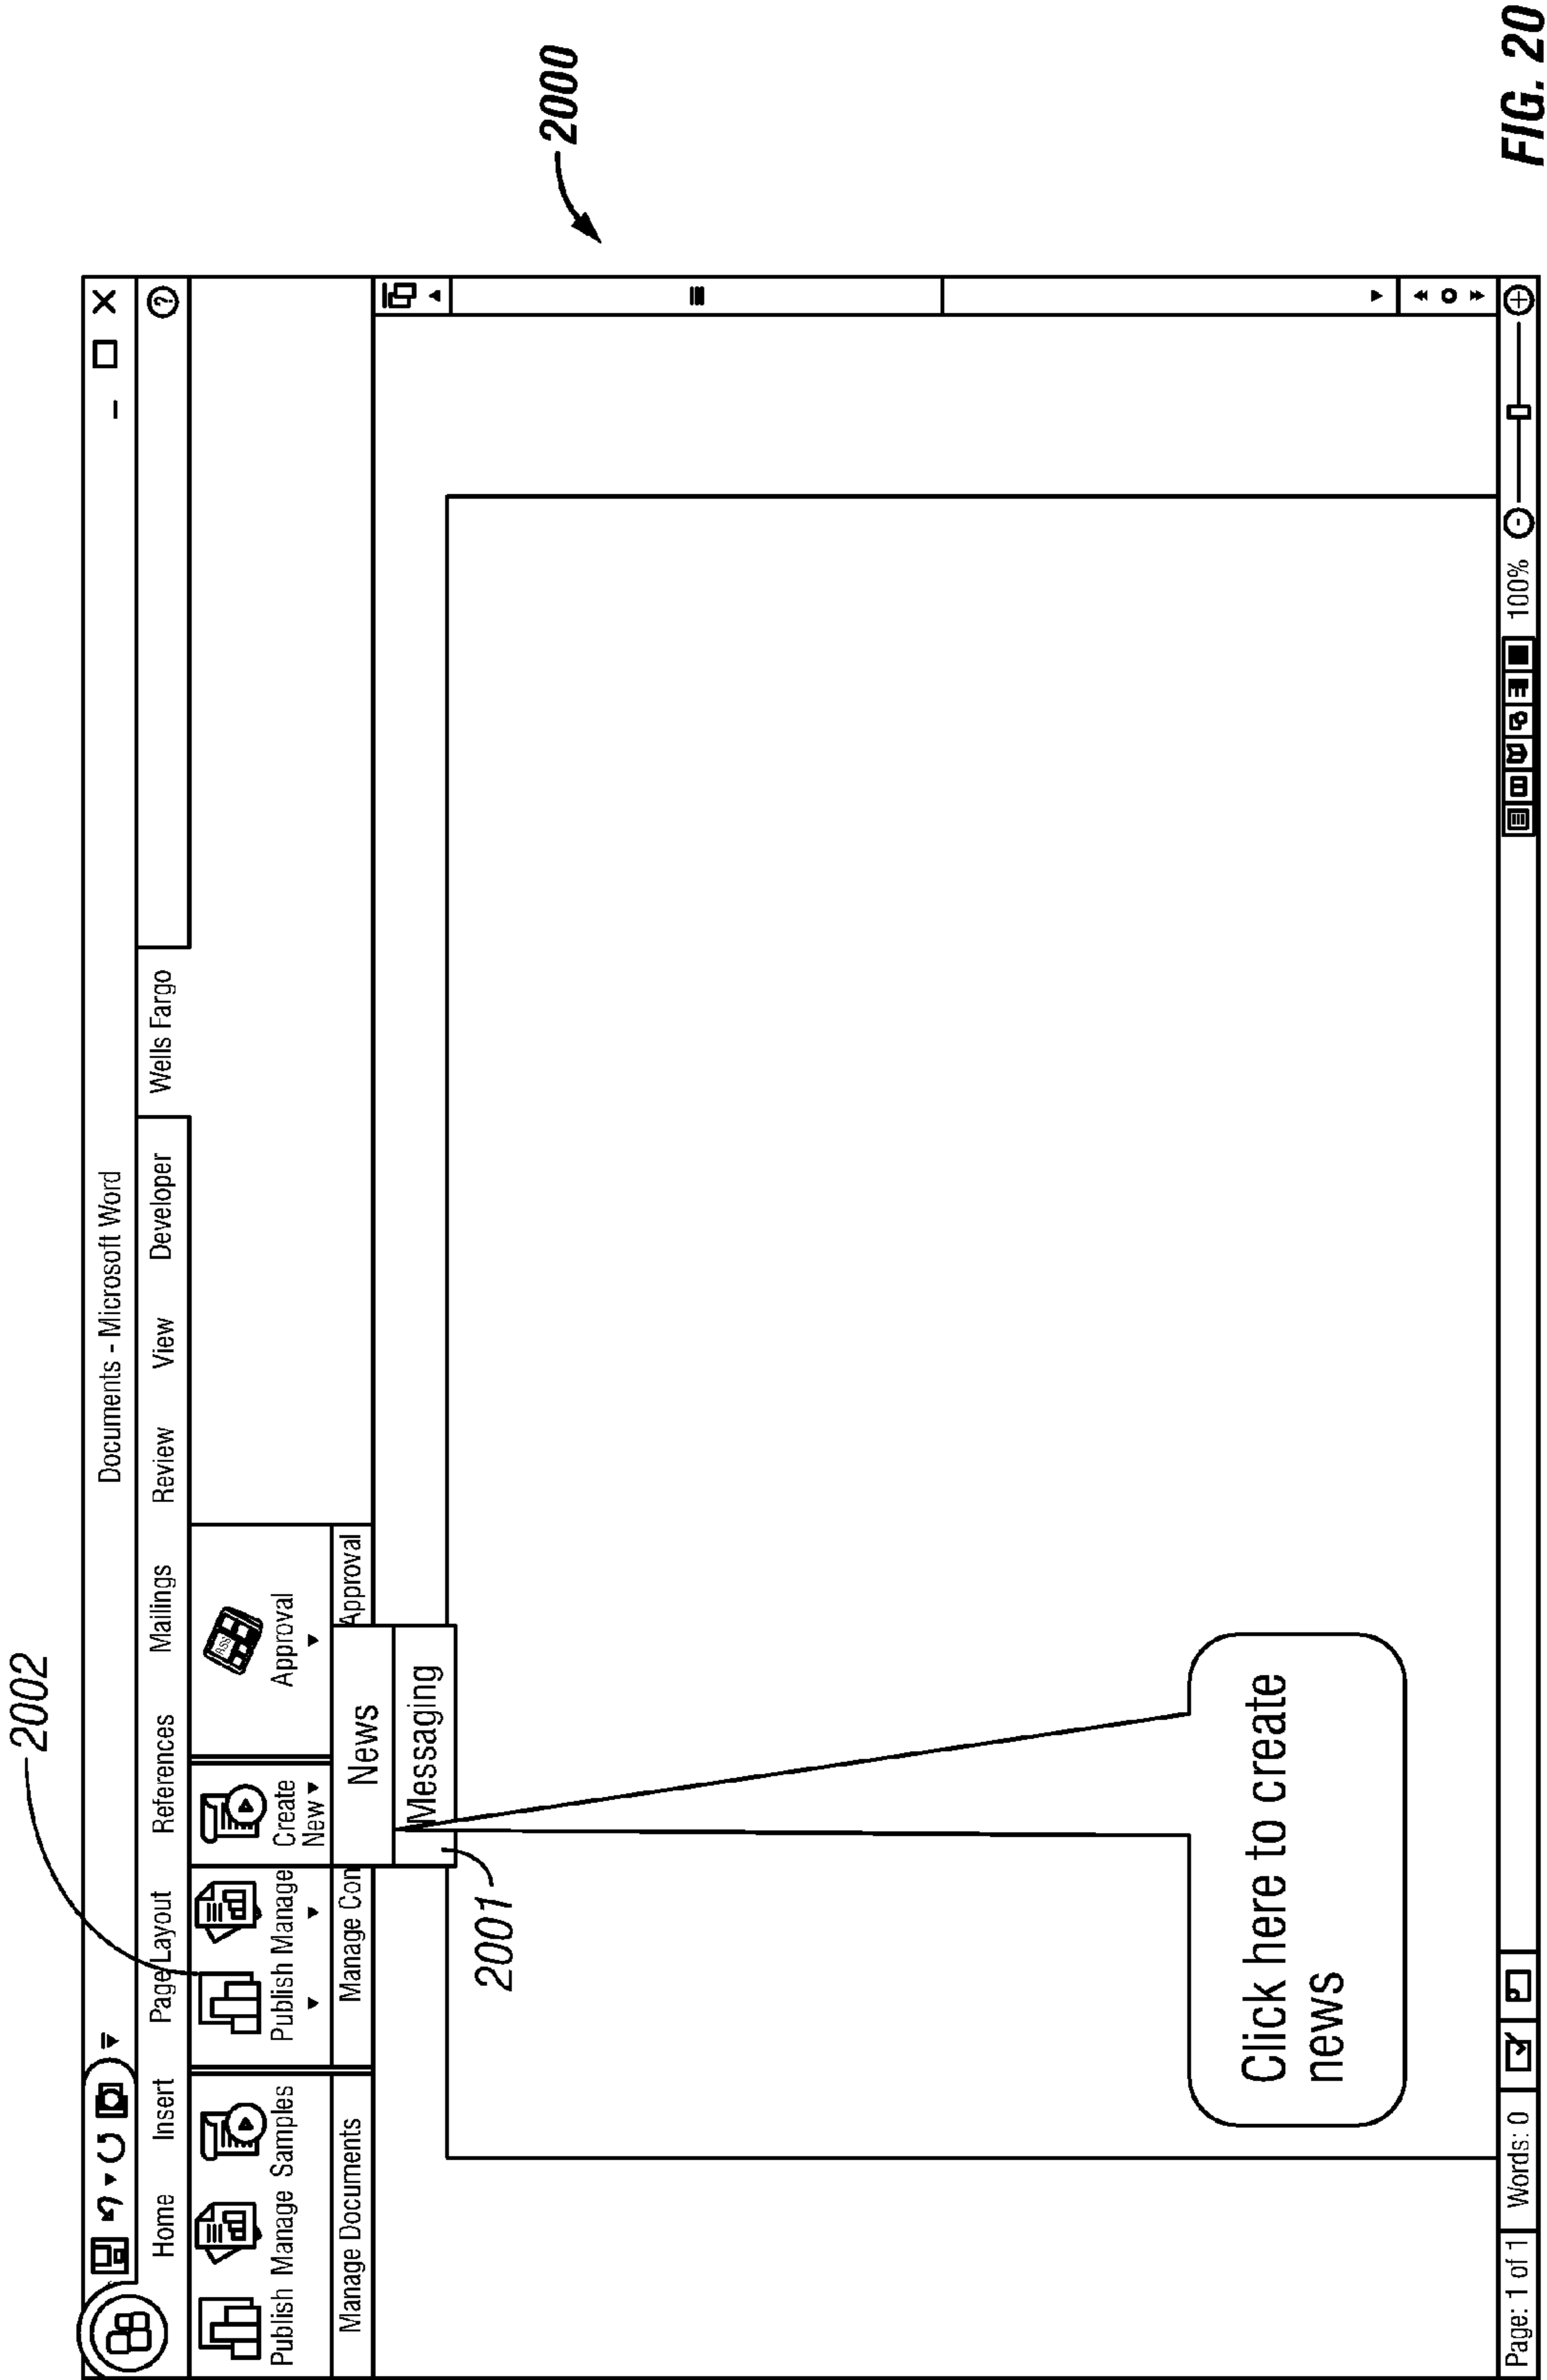 2002
Documents - Microsoft Word
Home Insert Page Layout References Mailings Review View Developer Wells Fargo ?
Publish Manage Samples Publish Manage Create New Approval
Manage Documents Manage Con Approval
News
Messaging
2001
2000
Click here to create
news
Page: 1 of 1 Words: 0 100%
FIG. 20